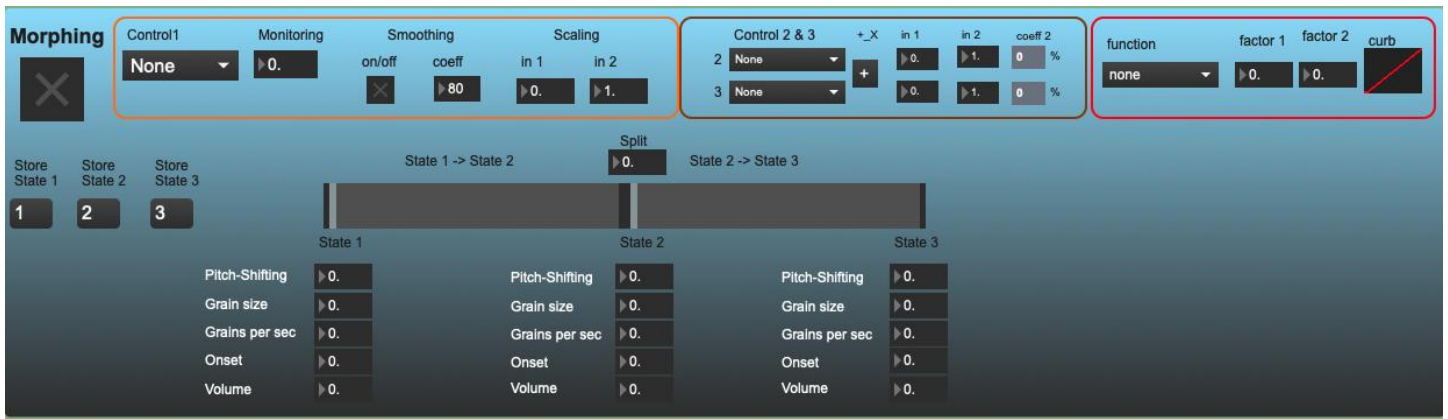 Morphing
Control1 Monitoring Smoothing Scaling
None 0. on/off coeff in 1 in 2
80 0. 1.
Control 2 & 3 +_X in 1 in 2 coeff 2
2 None + 0. 1. 0 %
3 None 0. 1. 0 %
function factor 1 factor 2 curb
none 0. 0.
Store State 1
Store State 2
Store State 3
1 2 3
State 1 -> State 2
Split
0.
State 2 -> State 3
State 1 State 2 State 3
Pitch-Shifting 0. Pitch-Shifting 0. Pitch-Shifting 0.
Grain size 0. Grain size 0. Grain size 0.
Grains per sec 0. Grains per sec 0. Grains per sec 0.
Onset 0. Onset 0. Onset 0.
Volume 0. Volume 0. Volume 0.